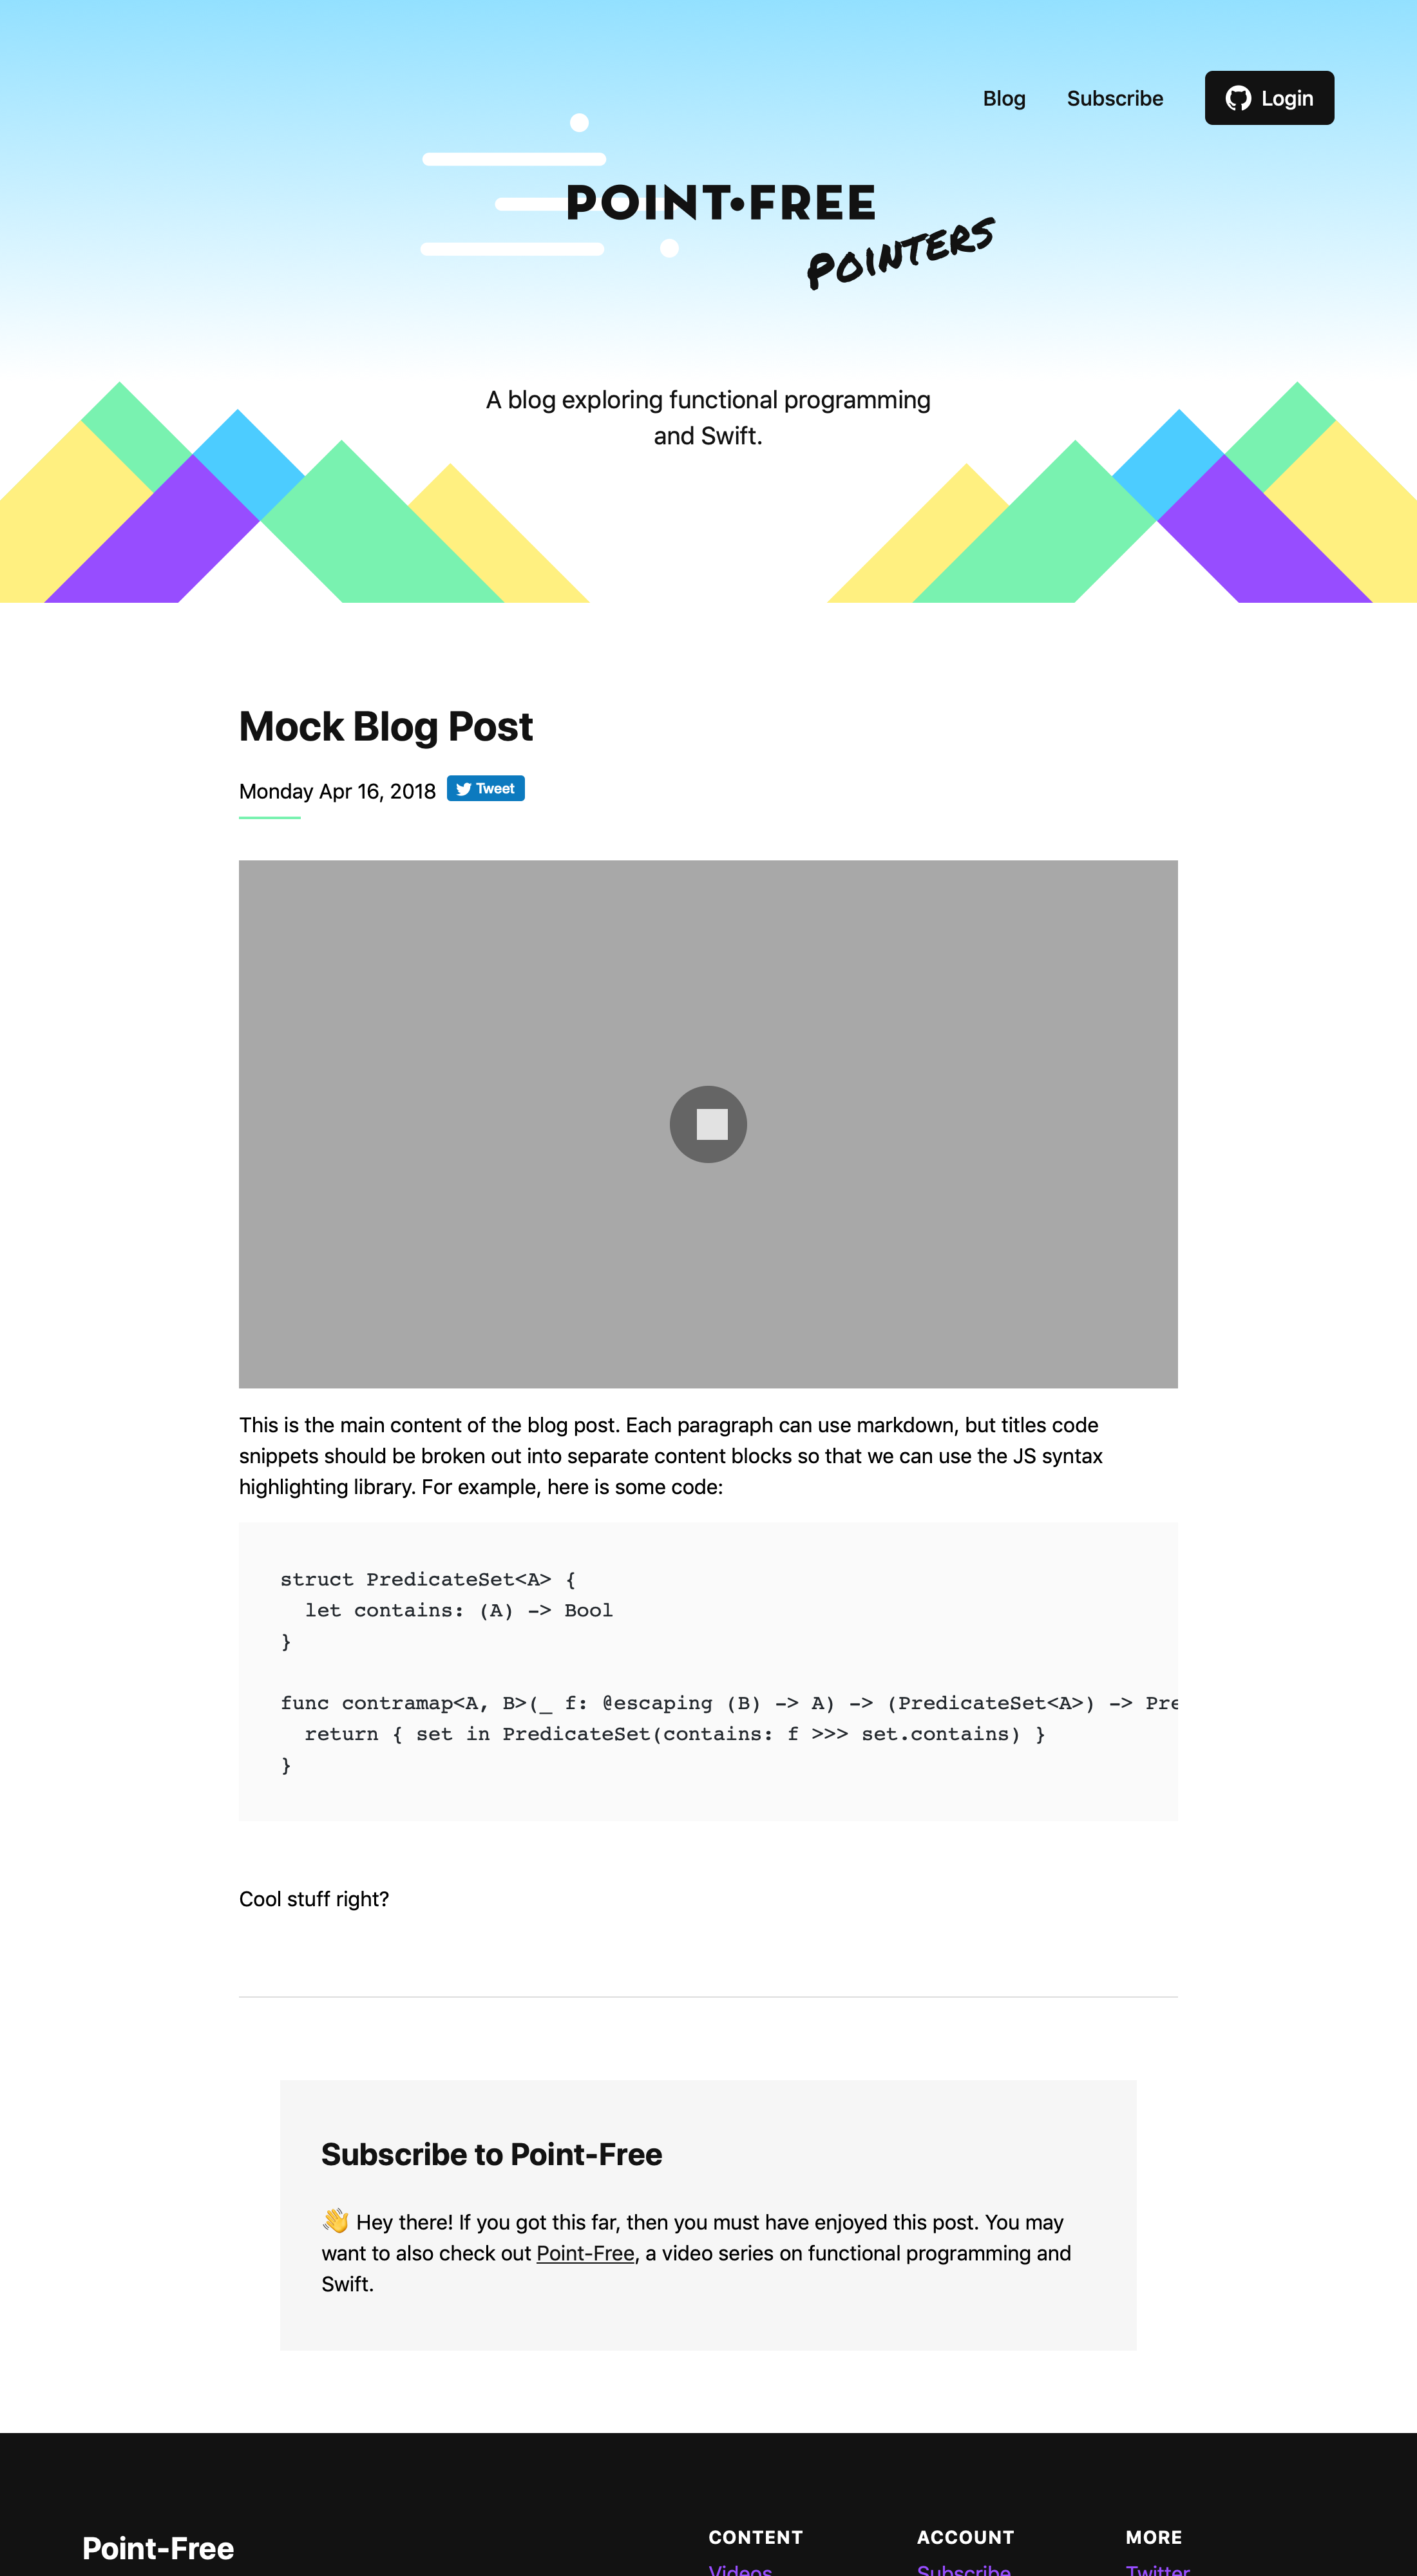 Blog Subscribe Login
POINT•FREE
POINTERS
A blog exploring functional programming
and Swift.
Mock Blog Post
Monday Apr 16, 2018 Tweet
This is the main content of the blog post. Each paragraph can use markdown, but titles code
snippets should be broken out into separate content blocks so that we can use the JS syntax
highlighting library. For example, here is some code:
struct PredicateSet<A> {
  let contains: (A) -> Bool
}
func contramap<A, B>(_ f: @escaping (B) -> A) -> (PredicateSet<A>) -> Pre
  return { set in PredicateSet(contains: f >>> set.contains) }
}
Cool stuff right?
Subscribe to Point-Free
👋 Hey there! If you got this far, then you must have enjoyed this post. You may
want to also check out Point-Free, a video series on functional programming and
Swift.
Point-Free CONTENT ACCOUNT MORE
Videos Subscribe Twitter